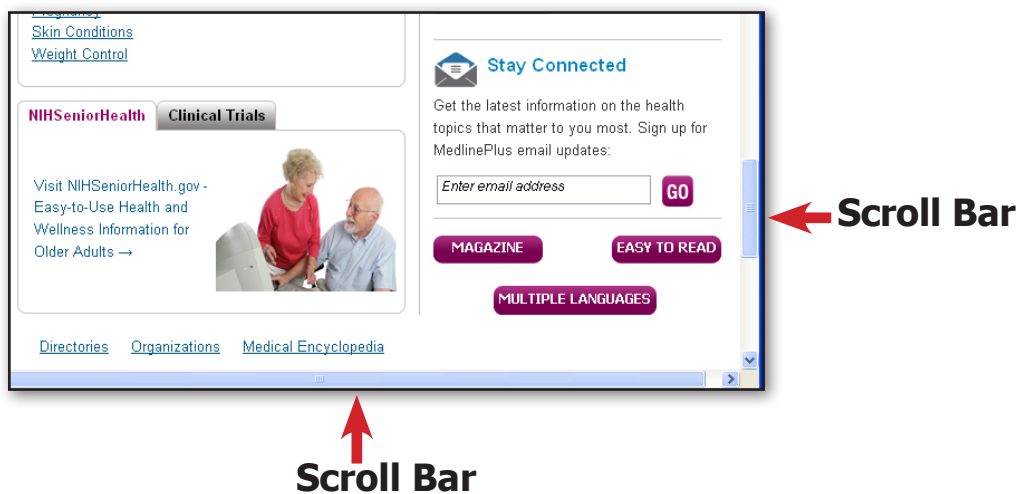 Skin Conditions
Weight Control
NIHSeniorHealth
Clinical Trials
Visit NIHSeniorHealth.gov -
Easy-to-Use Health and
Wellness Information for
Older Adults →
Directories Organizations Medical Encyclopedia
Stay Connected
Get the latest information on the health
topics that matter to you most. Sign up for
MedlinePlus email updates:
Enter email address
GO
MAGAZINE
EASY TO READ
MULTIPLE LANGUAGES
Scroll Bar
Scroll Bar